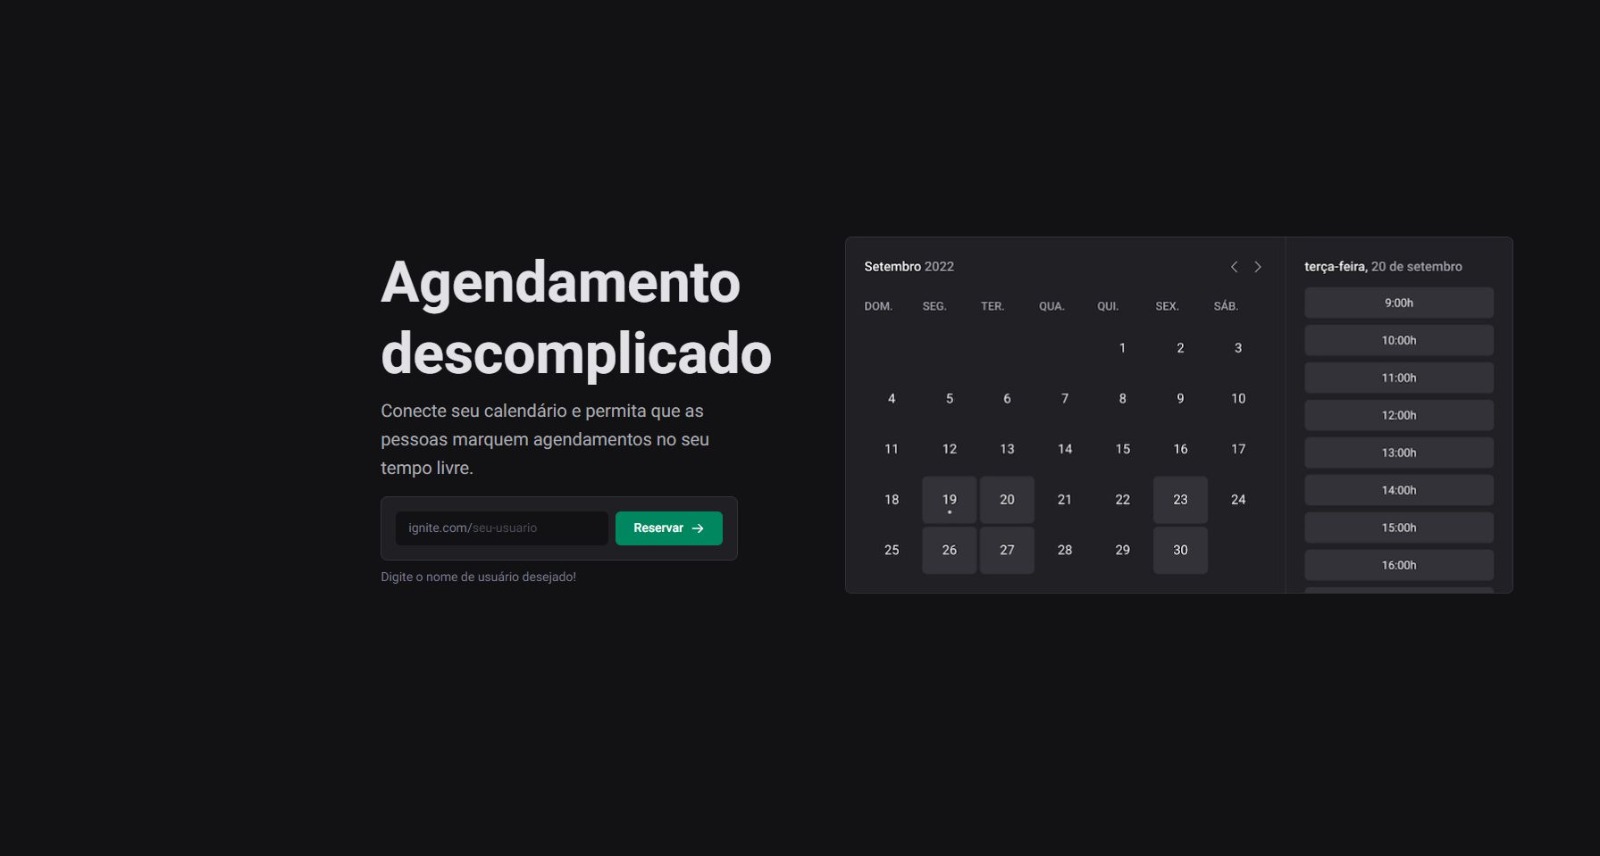 Agendamento
descomplicado
Conecte seu calendário e permita que as
pessoas marquem agendamentos no seu
tempo livre.
ignite.com/seu-usuario
Reservar →
Digite o nome de usuário desejado!
Setembro 2022
DOM. SEG. TER. QUA. QUI. SEX. SÁB.
1 2 3
4 5 6 7 8 9 10
11 12 13 14 15 16 17
18 19 20 21 22 23 24
25 26 27 28 29 30
terça-feira, 20 de setembro
9:00h
10:00h
11:00h
12:00h
13:00h
14:00h
15:00h
16:00h